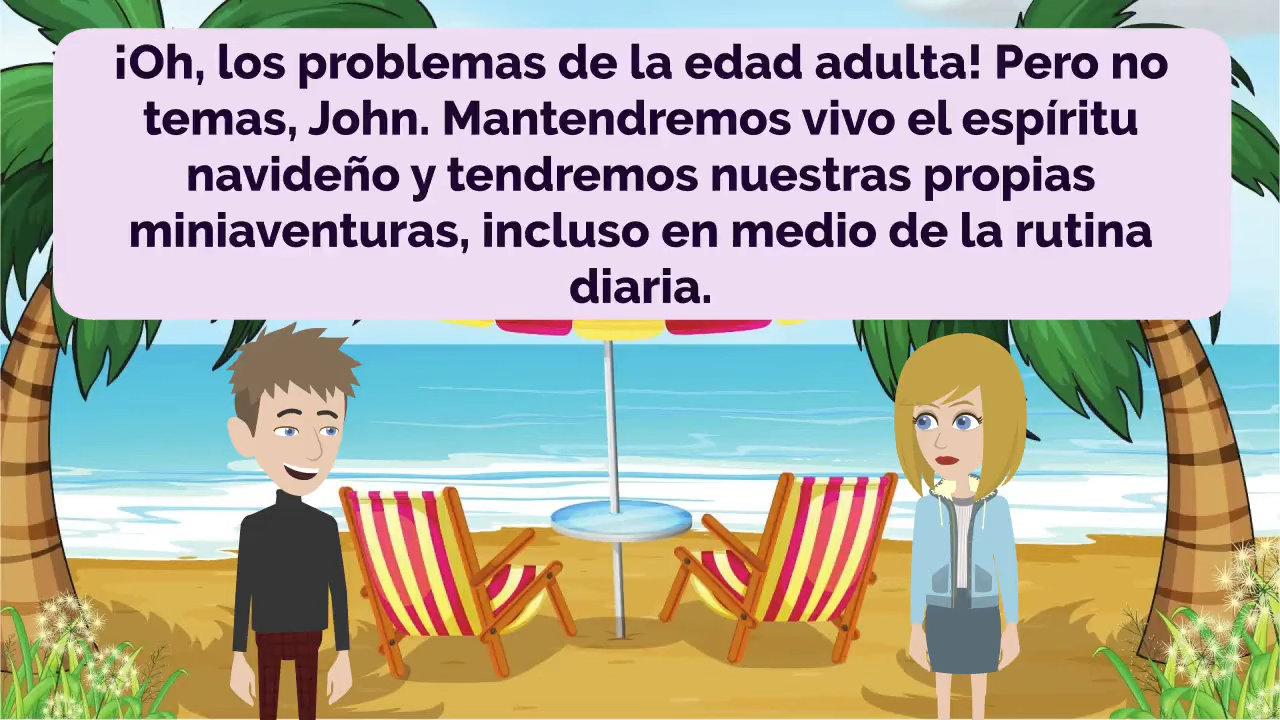 ¡Oh, los problemas de la edad adulta! Pero no
temas, John. Mantendremos vivo el espíritu
navideño y tendremos nuestras propias
miniaventuras, incluso en medio de la rutina
diaria.